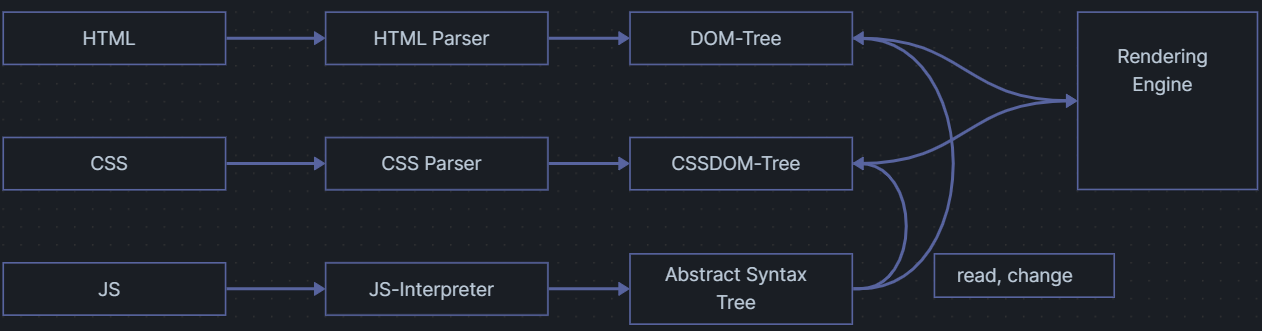 HTML
HTML Parser
DOM-Tree
Rendering
Engine
CSS
CSS Parser
CSSDOM-Tree
JS
JS-Interpreter
Abstract Syntax
Tree
read, change